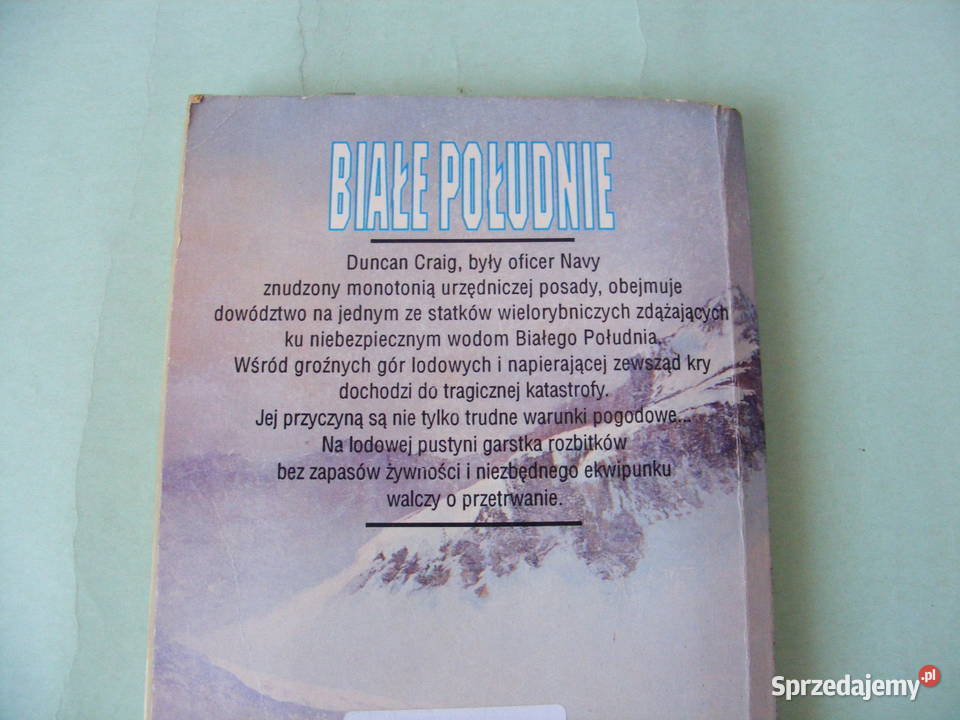 BIAŁE POŁUDNIE
Duncan Craig, były oficer Navy
znudzony monotonią urzędniczej posady, obejmuje
dowództwo na jednym ze statków wielorybniczych zdążających
ku niebezpiecznym wodom Białego Południa.
Wśród groźnych gór lodowych i napierającej zewsząd kry
dochodzi do tragicznej katastrofy.
Jej przyczyną są nie tylko trudne warunki pogodowe...
Na lodowej pustyni garstka rozbitków
bez zapasów żywności i niezbędnego ekwipunku
walczy o przetrwanie.
Sprzedajemy.pl